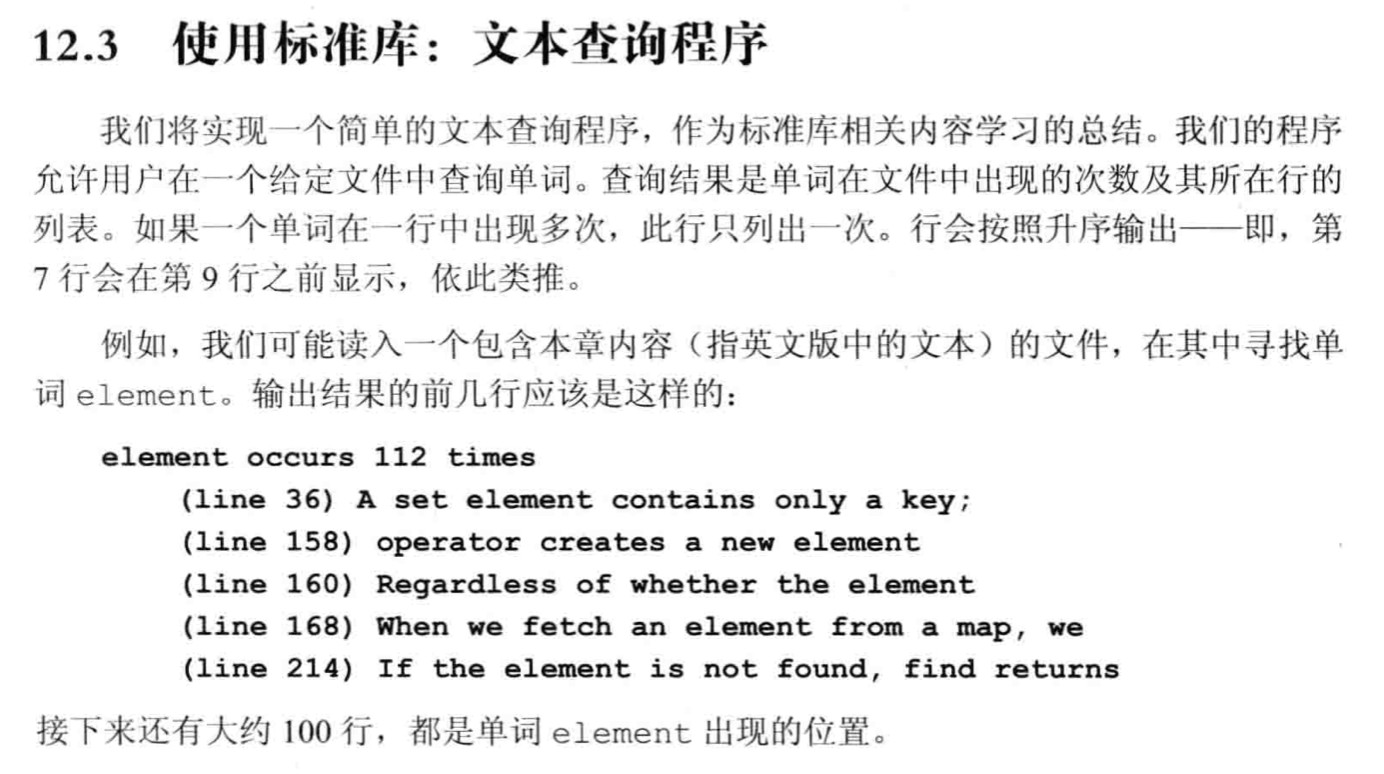 12.3 使用标准库：文本查询程序
我们将实现一个简单的文本查询程序，作为标准库相关内容学习的总结。我们的程序
允许用户在一个给定文件中查询单词。查询结果是单词在文件中出现的次数及其所在行的
列表。如果一个单词在一行中出现多次，此行只列出一次。行会按照升序输出——即，第
7 行会在第 9 行之前显示，依此类推。
例如，我们可能读入一个包含本章内容（指英文版中的文本）的文件，在其中寻找单
词 element。输出结果的前几行应该是这样的：
element occurs 112 times
(line 36) A set element contains only a key;
(line 158) operator creates a new element
(line 160) Regardless of whether the element
(line 168) When we fetch an element from a map, we
(line 214) If the element is not found, find returns
接下来还有大约 100 行，都是单词 element 出现的位置。